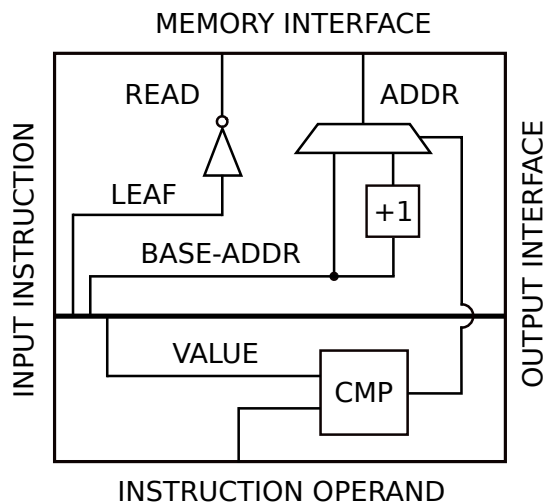 MEMORY INTERFACE
READ
ADDR
LEAF
+1
BASE-ADDR
INPUT INSTRUCTION
OUTPUT INTERFACE
VALUE
CMP
INSTRUCTION OPERAND